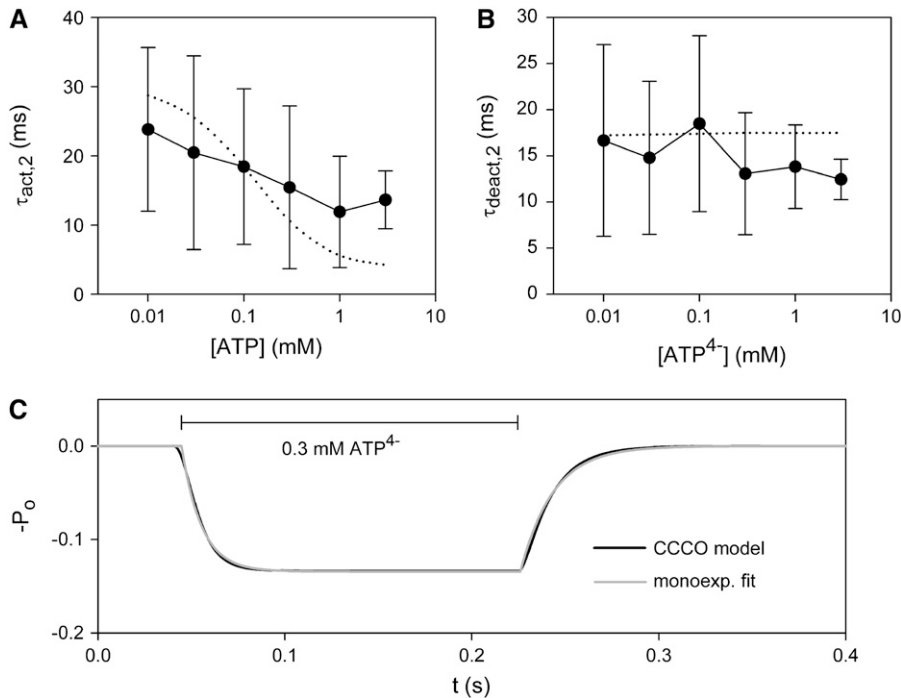 A
40
30
20
10
0
τact,2 (ms)
0.01 0.1 1 10
[ATP] (mM)
B
30
25
20
15
10
5
0
τdeact,2 (ms)
0.01 0.1 1 10
[ATP4-] (mM)
C
0.0
-0.1
-0.2
-Po
0.3 mM ATP4-
CCCO model
monoexp. fit
0.0 0.1 0.2 0.3 0.4
t (s)